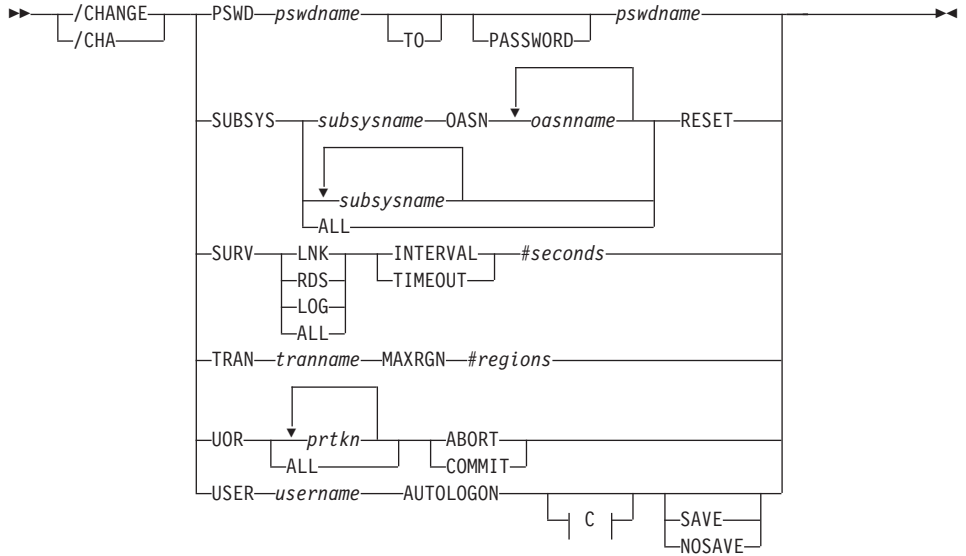 /CHANGE PSWD pswdname pswdname
/CHA TO PASSWORD
SUBSYS subsysname OASN oasnname RESET
subsysname
ALL
SURV LNK INTERVAL #seconds
RDS TIMEOUT
LOG
ALL
TRAN tranname MAXRGN #regions
UOR prtkn ABORT
ALL COMMIT
USER username AUTOLOGON
C SAVE
NOSAVE